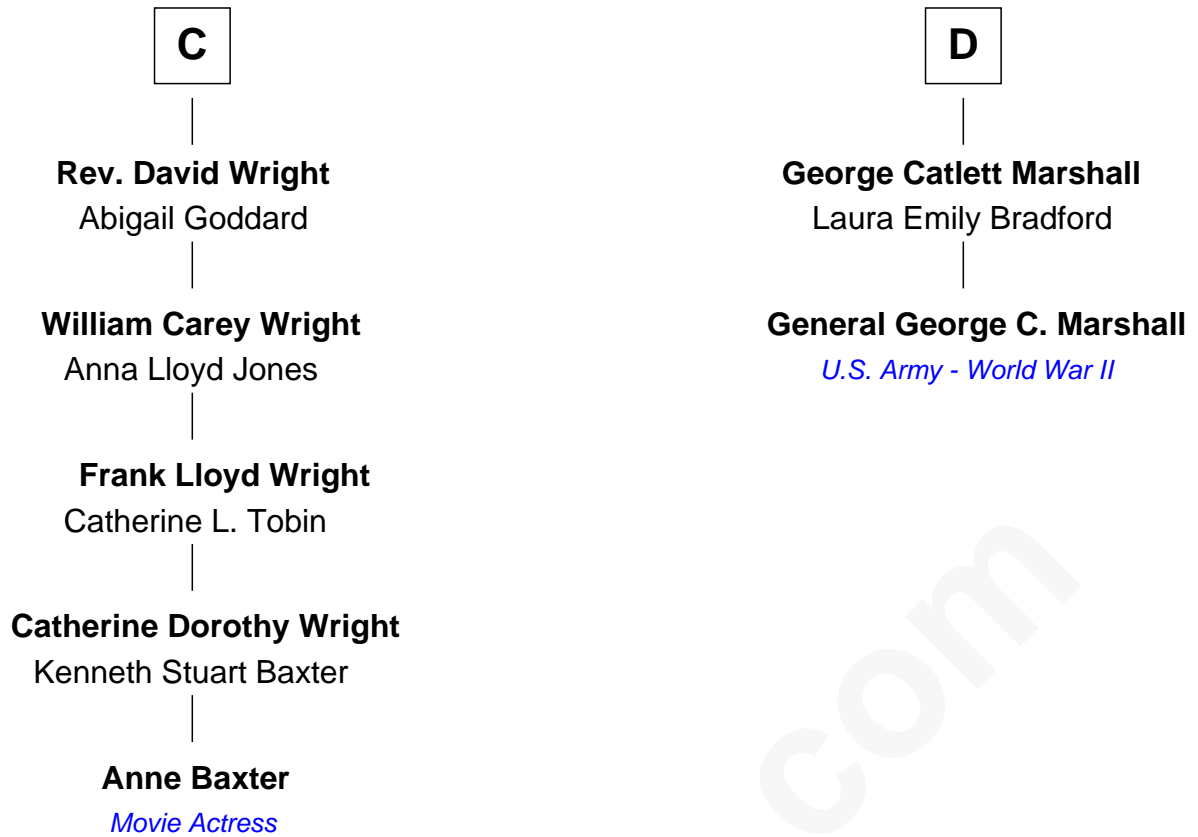 C
Rev. David Wright
Abigail Goddard
William Carey Wright
Anna Lloyd Jones
Frank Lloyd Wright
Catherine L. Tobin
Catherine Dorothy Wright
Kenneth Stuart Baxter
Anne Baxter
Movie Actress
D
George Catlett Marshall
Laura Emily Bradford
General George C. Marshall
U.S. Army - World War II
com